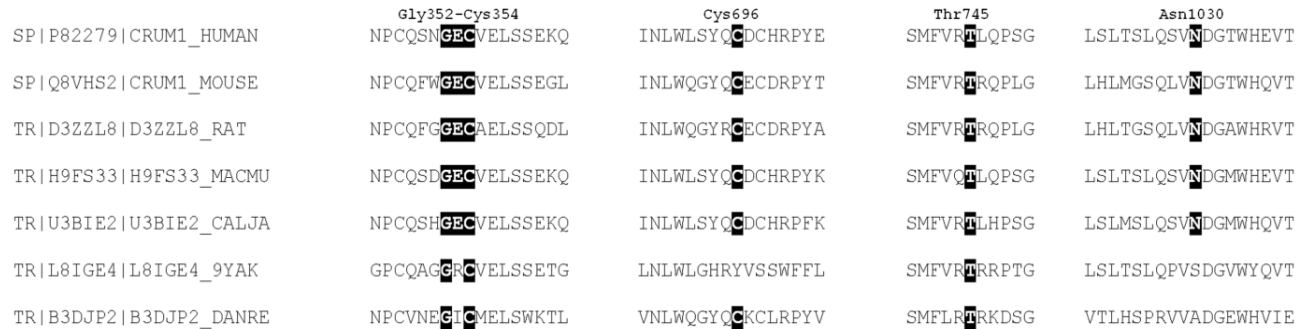 Gly352-Cys354 Cys696 Thr745 Asn1030
SP|P82279|CRUM1_HUMAN NPCQSNGECVELSSEKQ INLWLSYQCDCHRPYE SMFVRTLQPSG LSLTSLQSVNDGTWHEVT
SP|Q8VHS2|CRUM1_MOUSE NPCQFWGECVELSSEGL INLWQGYQCECDRPYT SMFVRTRQPLG LHLMGSQLVNDGTWHQVT
TR|D3ZZL8|D3ZZL8_RAT NPCQFGGECAELSSQDL INLWQGYRCECDRPYA SMFVRTRQPLG LHLTGSQLVNDGAWHRVT
TR|H9FS33|H9FS33_MACMU NPCQSDGECVELSSEKQ INLWLSYQCDCHRPYK SMFVQTLQPSG LSLTSLQSVNDGMWHEVT
TR|U3BIE2|U3BIE2_CALJA NPCQSHGECVELSSEKQ INLWLSYQCDCHRPFK SMFVRTLHPSG LSLMSLQSVNDGMWHQVT
TR|L8IGE4|L8IGE4_9YAK GPCQAGGRCVELSSETG LNLWLGHRYVSSWFFL SMFVRTRRPTG LSLTSLQPVSDGVWYQVT
TR|B3DJP2|B3DJP2_DANRE NPCVNEGICMELSWKTL VNLWQGYQCKCLRPYV SMFLRTRKDSG VTLHSPRVVADGEWHVIE